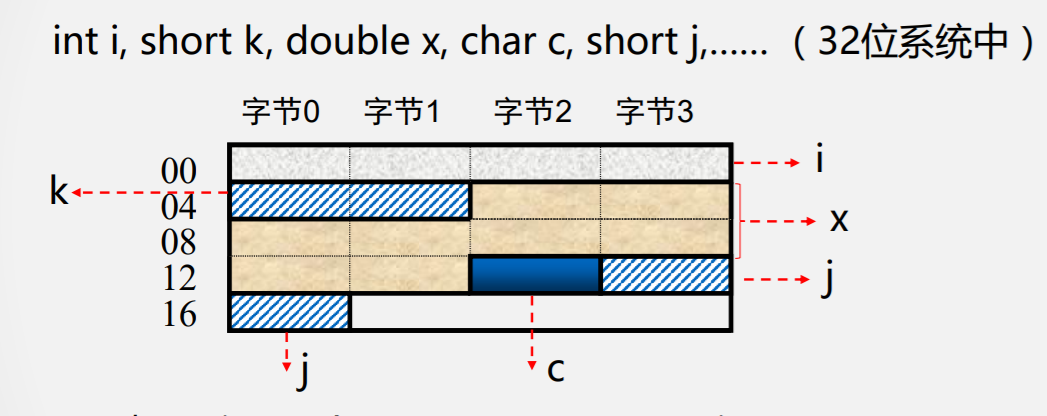 int i, short k, double x, char c, short j,...... （32位系统中）
字节0 字节1 字节2 字节3
00 i
k 04
x
08
12 j
16
j c